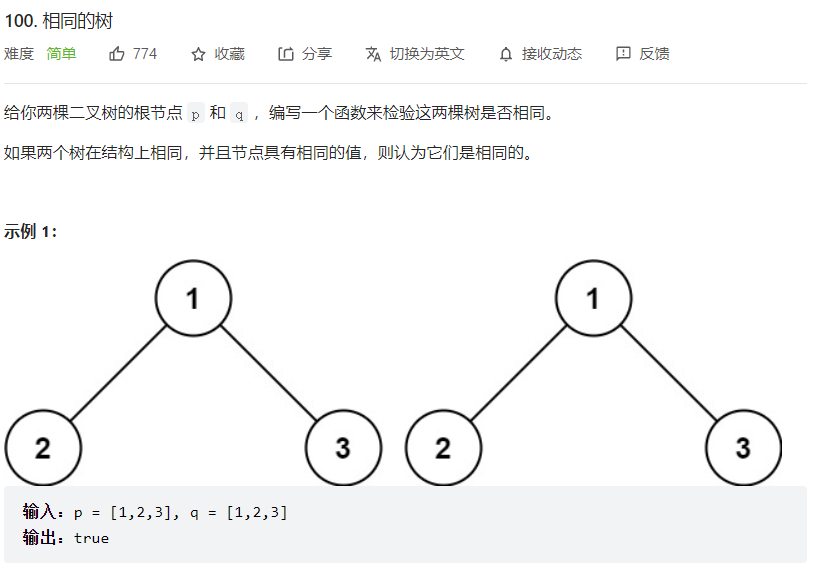 100. 相同的树
难度 简单 774 收藏 分享 切换为英文 接收动态 反馈
给你两棵二叉树的根节点 p 和 q ，编写一个函数来检验这两棵树是否相同。
如果两个树在结构上相同，并且节点具有相同的值，则认为它们是相同的。
示例 1：
1 1
2 3 2 3
输入：p = [1,2,3], q = [1,2,3]
输出：true